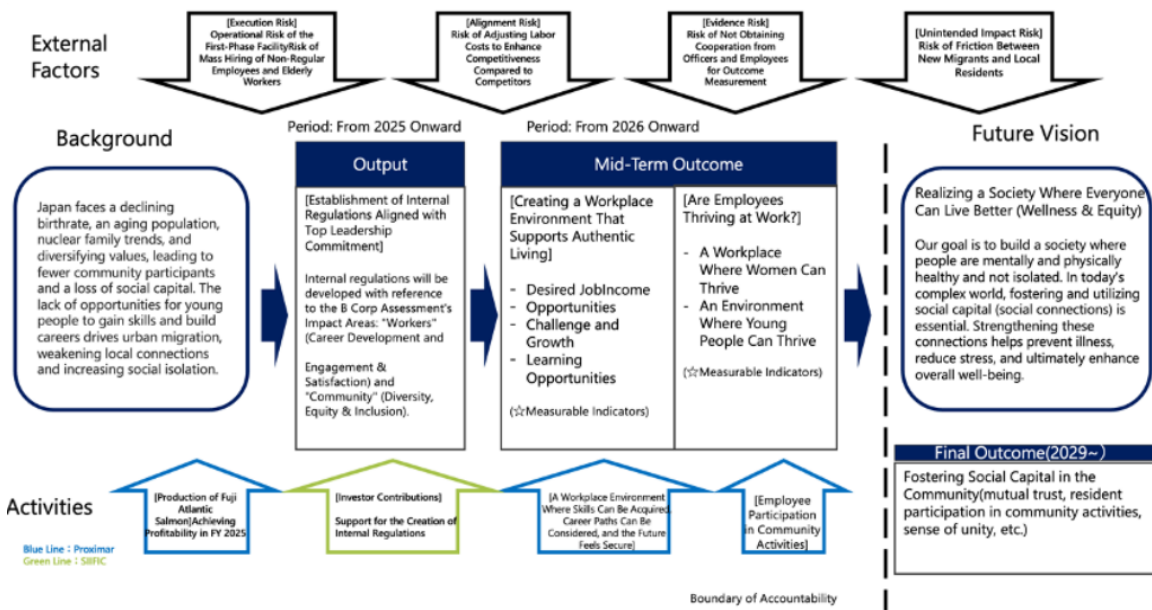 External
Factors
[Execution Risk]
Operational Risk of the
First-Phase FacilityRisk of
Mass Hiring of Non-Regular
Employees and Elderly
Workers
[Alignment Risk]
Risk of Adjusting Labor
Costs to Enhance
Competitiveness
Compared to
Competitors
[Evidence Risk]
Risk of Not Obtaining
Cooperation from
Officers and Employees
for Outcome
Measurement
[Unintended Impact Risk]
Risk of Friction Between
New Migrants and Local
Residents
Background
Japan faces a declining
birthrate, an aging population,
nuclear family trends, and
diversifying values, leading to
fewer community participants
and a loss of social capital. The
lack of opportunities for young
people to gain skills and build
careers drives urban migration,
weakening local connections
and increasing social isolation.
Period: From 2025 Onward
Output
[Establishment of Internal
Regulations Aligned with
Top Leadership
Commitment]
Internal regulations will be
developed with reference
to the B Corp Assessment's
Impact Areas: "Workers"
(Career Development and
Engagement &
Satisfaction) and
"Community" (Diversity,
Equity & Inclusion).
Period: From 2026 Onward
Mid-Term Outcome
[Creating a Workplace
Environment That
Supports Authentic
Living]
- Desired JobIncome
- Opportunities
- Challenge and
Growth
- Learning
Opportunities
(☆Measurable Indicators)
[Are Employees
Thriving at Work?]
- A Workplace
Where Women Can
Thrive
- An Environment
Where Young
People Can Thrive
(☆Measurable Indicators)
Future Vision
Realizing a Society Where Everyone
Can Live Better (Wellness & Equity)
Our goal is to build a society where
people are mentally and physically
healthy and not isolated. In today's
complex world, fostering and utilizing
social capital (social connections) is
essential. Strengthening these
connections helps prevent illness,
reduce stress, and ultimately enhance
overall well-being.
Final Outcome(2029~)
Fostering Social Capital in the
Community(mutual trust, resident
participation in community activities,
sense of unity, etc.)
Activities
Blue Line：Proximar
Green Line：SIIFIC
[Production of Fuji
Atlantic
Salmon]Achieving
Profitability in FY 2025
[Investor Contributions]
Support for the Creation of
Internal Regulations
[A Workplace Environment
Where Skills Can Be Acquired,
Career Paths Can Be
Considered, and the Future
Feels Secure]
[Employee
Participation
in Community
Activities]
Boundary of Accountability